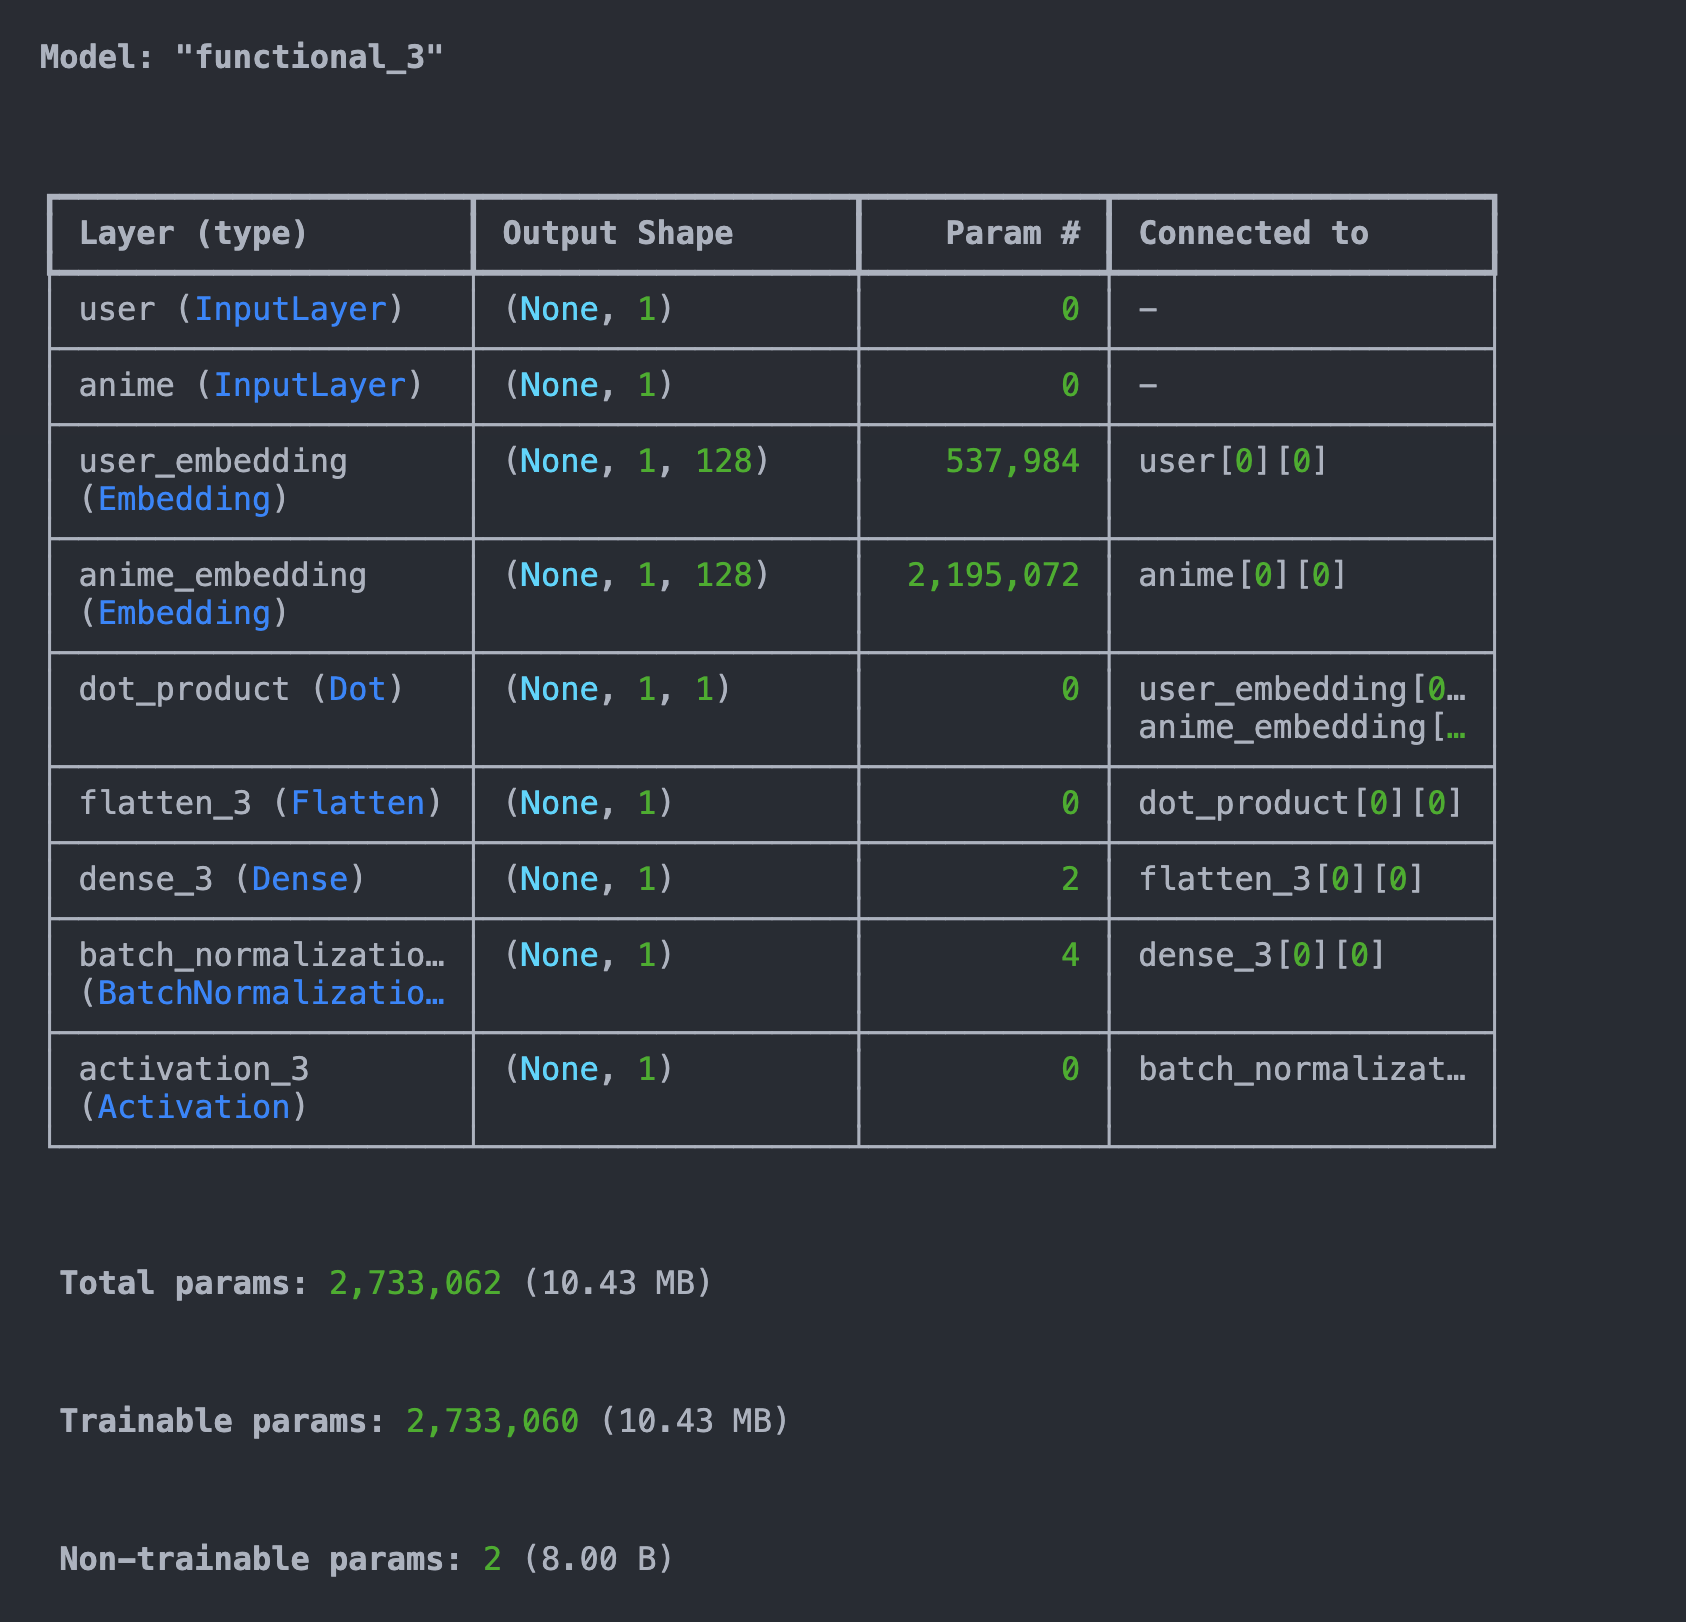 Model: "functional_3"
Layer (type) Output Shape Param # Connected to
user (InputLayer) (None, 1) 0 –
anime (InputLayer) (None, 1) 0 –
user_embedding (None, 1, 128) 537,984 user[0][0]
(Embedding)
anime_embedding (None, 1, 128) 2,195,072 anime[0][0]
(Embedding)
dot_product (Dot) (None, 1, 1) 0 user_embedding[0…
anime_embedding[…
flatten_3 (Flatten) (None, 1) 0 dot_product[0][0]
dense_3 (Dense) (None, 1) 2 flatten_3[0][0]
batch_normalizatio… (None, 1) 4 dense_3[0][0]
(BatchNormalizatio…
activation_3 (None, 1) 0 batch_normalizat…
(Activation)
Total params: 2,733,062 (10.43 MB)
Trainable params: 2,733,060 (10.43 MB)
Non-trainable params: 2 (8.00 B)